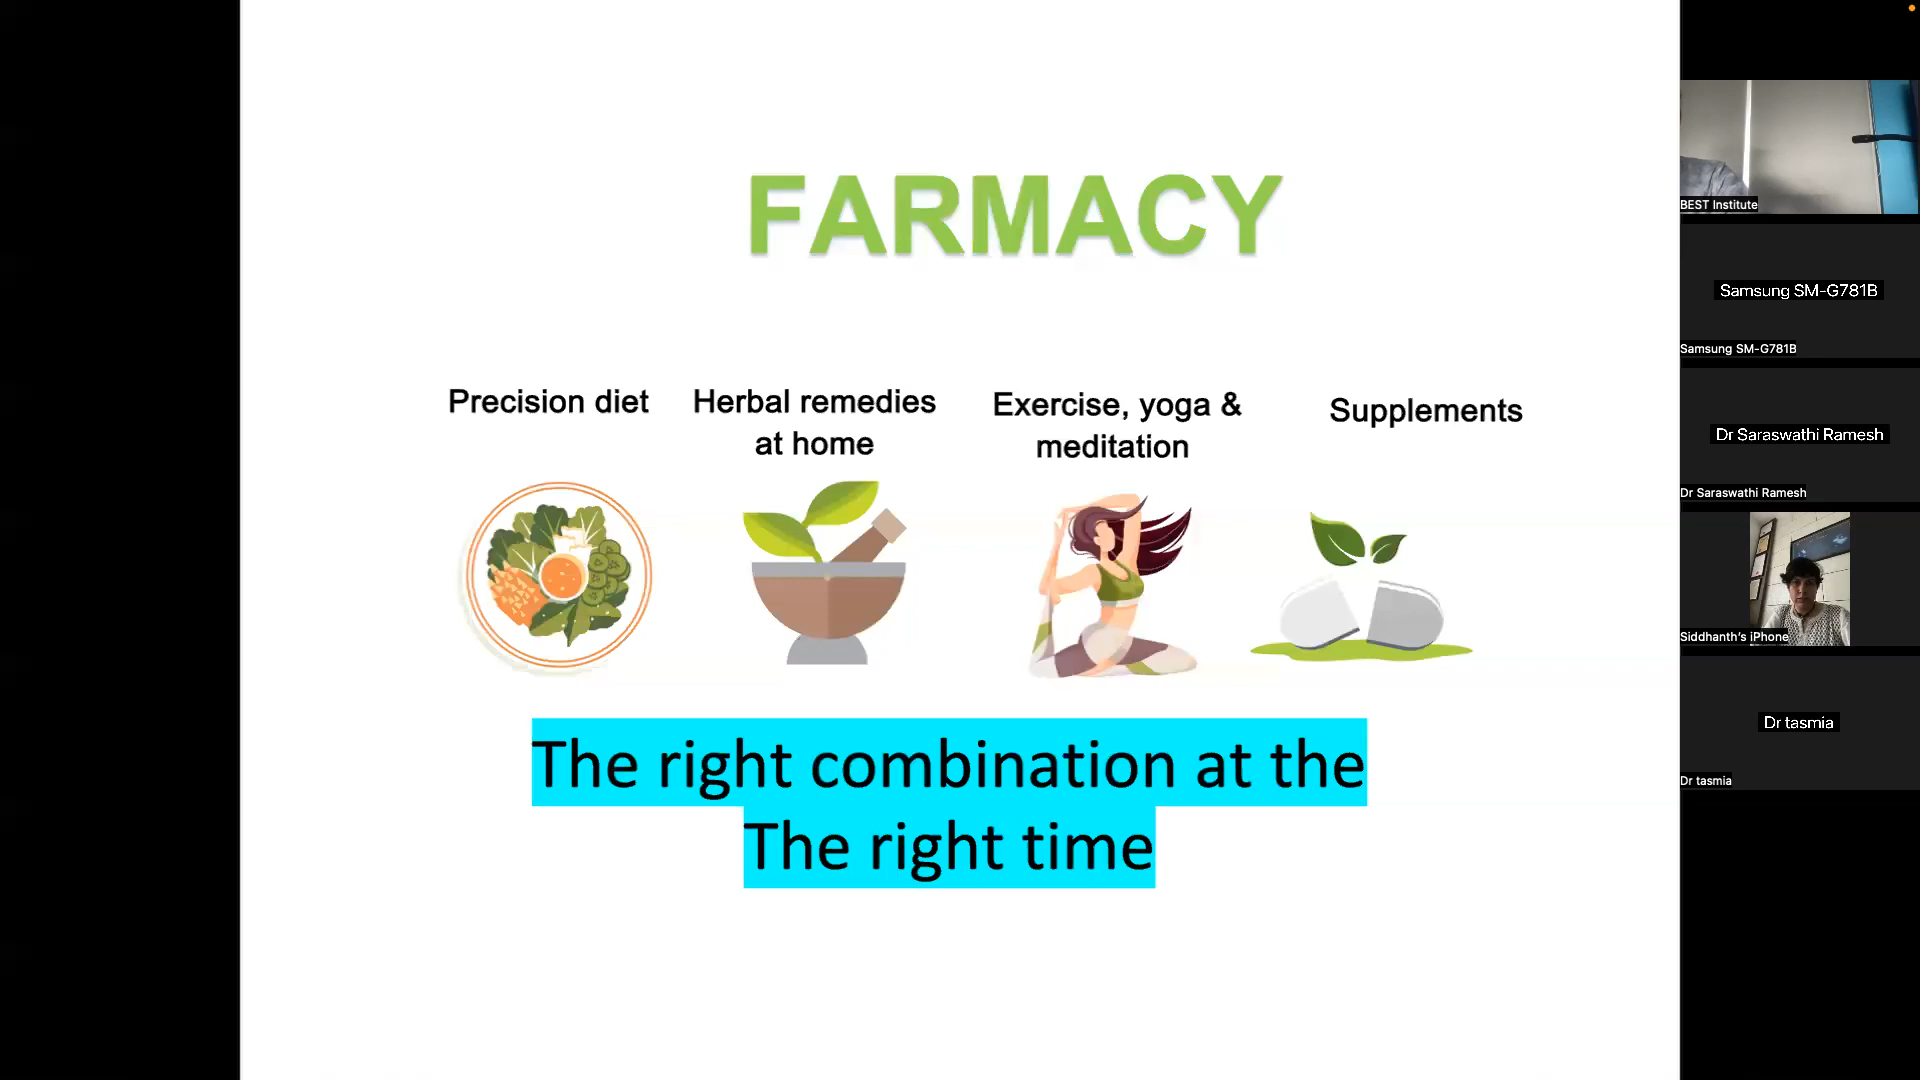 FARMACY
Precision diet
Herbal remedies
at home
Exercise, yoga &
meditation
Supplements
The right combination at the
The right time
BEST Institute
Samsung SM-G781B
Samsung SM-G781B
Dr Saraswathi Ramesh
Dr Saraswathi Ramesh
Siddhanth's iPhone
Dr tasmia
Dr tasmia